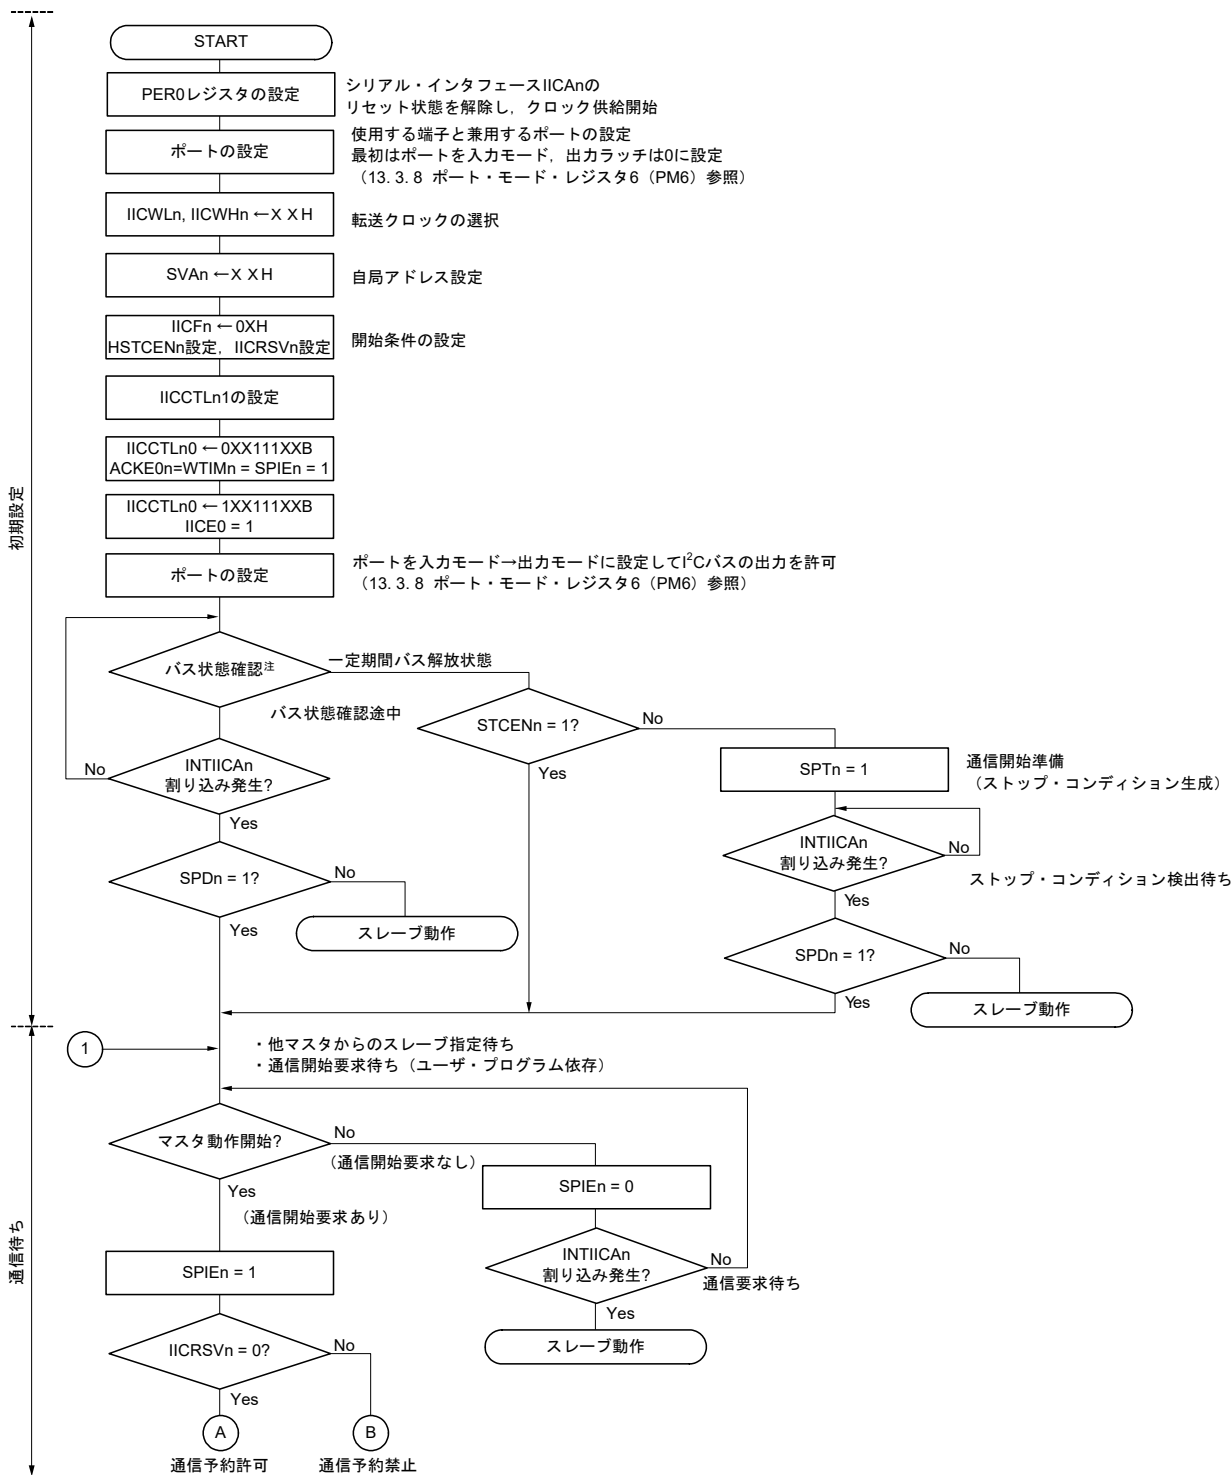 START
PER0レジスタの設定
シリアル・インタフェースIICAnの
リセット状態を解除し，クロック供給開始
ポートの設定
使用する端子と兼用するポートの設定
最初はポートを入力モード，出力ラッチは0に設定
（13. 3. 8 ポート・モード・レジスタ6（PM6）参照）
IICWLn, IICWHn ←X X H
転送クロックの選択
SVAn ←X X H
自局アドレス設定
IICFn ← 0XH
HSTCENn設定，IICRSVn設定
開始条件の設定
IICCTLn1の設定
IICCTLn0 ← 0XX111XXB
ACKE0n=WTIMn = SPIEn = 1
IICCTLn0 ← 1XX111XXB
IICE0 = 1
ポートの設定
ポートを入力モード→出力モードに設定してI²Cバスの出力を許可
（13. 3. 8 ポート・モード・レジスタ6（PM6）参照）
初期設定
バス状態確認注
一定期間バス解放状態
バス状態確認途中
STCENn = 1?
No
Yes
SPTn = 1
通信開始準備
（ストップ・コンディション生成）
INTIICAn
割り込み発生?
No
Yes
INTIICAn
割り込み発生?
No
ストップ・コンディション検出待ち
Yes
SPDn = 1?
No
Yes
スレーブ動作
SPDn = 1?
No
Yes
スレーブ動作
1
・他マスタからのスレーブ指定待ち
・通信開始要求待ち（ユーザ・プログラム依存）
通信待ち
マスタ動作開始?
No
（通信開始要求なし）
Yes
（通信開始要求あり）
SPIEn = 0
INTIICAn
割り込み発生?
No
通信要求待ち
Yes
スレーブ動作
SPIEn = 1
IICRSVn = 0?
No
Yes
A
B
通信予約許可
通信予約禁止